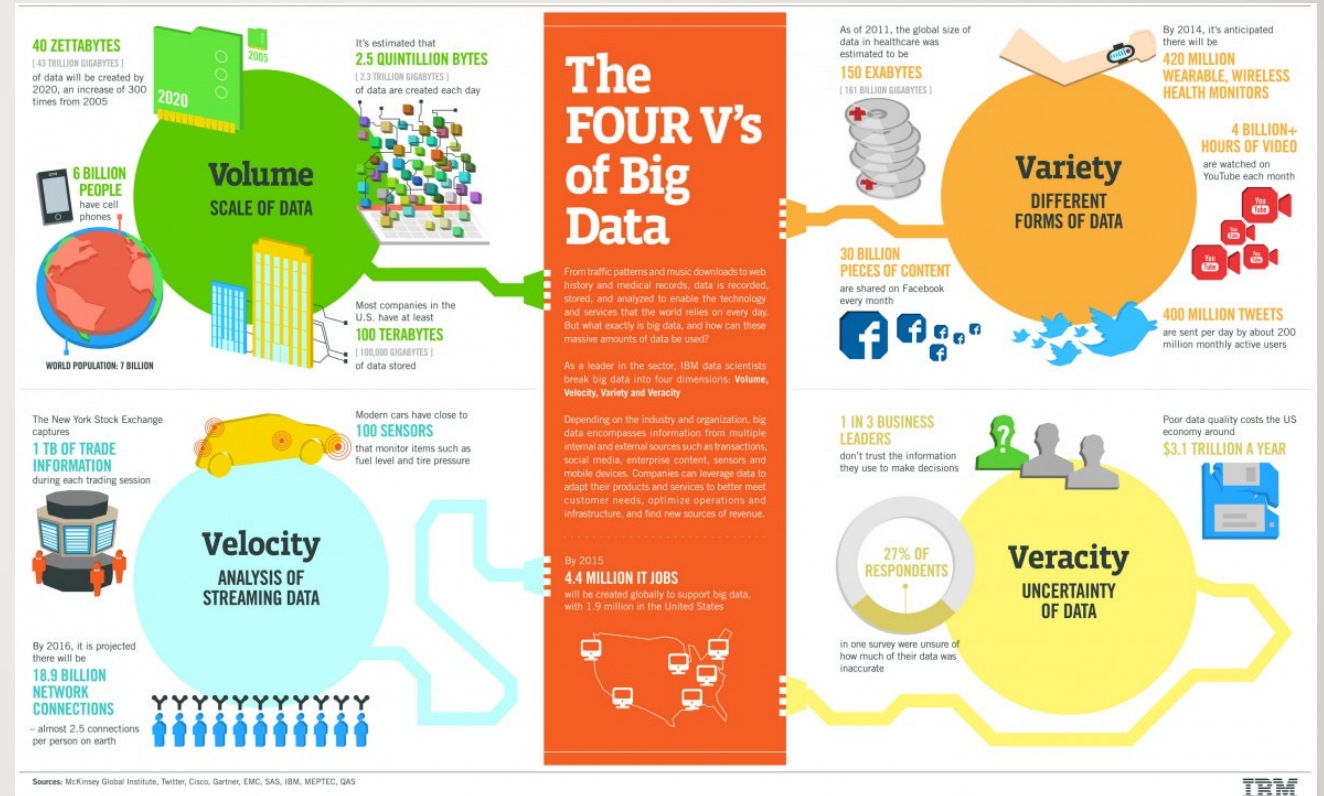 40 ZETTABYTES
[ 43 TRILLION GIGABYTES ]
of data will be created by
2020, an increase of 300
times from 2005
2020
2005
It's estimated that
2.5 QUINTILLION BYTES
[ 2.3 TRILLION GIGABYTES ]
of data are created each day
6 BILLION
PEOPLE
have cell
phones
WORLD POPULATION: 7 BILLION
Volume
SCALE OF DATA
Most companies in the
U.S. have at least
100 TERABYTES
[ 100,000 GIGABYTES ]
of data stored
The New York Stock Exchange
captures
1 TB OF TRADE
INFORMATION
during each trading session
Modern cars have close to
100 SENSORS
that monitor items such as
fuel level and tire pressure
Velocity
ANALYSIS OF
STREAMING DATA
By 2016, it is projected
there will be
18.9 BILLION
NETWORK
CONNECTIONS
– almost 2.5 connections
per person on earth
The
FOUR V's
of Big
Data
From traffic patterns and music downloads to web
history and medical records, data is recorded,
stored, and analyzed to enable the technology
and services that the world relies on every day.
But what exactly is big data, and how can these
massive amounts of data be used?
As a leader in the sector, IBM data scientists
break big data into four dimensions: Volume,
Velocity, Variety and Veracity
Depending on the industry and organization, big
data encompasses information from multiple
internal and external sources such as transactions,
social media, enterprise content, sensors and
mobile devices. Companies can leverage data to
adapt their products and services to better meet
customer needs, optimize operations and
infrastructure, and find new sources of revenue.
By 2015
4.4 MILLION IT JOBS
will be created globally to support big data,
with 1.9 million in the United States
As of 2011, the global size of
data in healthcare was
estimated to be
150 EXABYTES
[ 161 BILLION GIGABYTES ]
By 2014, it's anticipated
there will be
420 MILLION
WEARABLE, WIRELESS
HEALTH MONITORS
4 BILLION+
HOURS OF VIDEO
are watched on
YouTube each month
You
Tube
You
Tube
You
Tube
You
Tube
Variety
DIFFERENT
FORMS OF DATA
30 BILLION
PIECES OF CONTENT
are shared on Facebook
every month
f
f
f
f
f
f
400 MILLION TWEETS
are sent per day by about 200
million monthly active users
1 IN 3 BUSINESS
LEADERS
don't trust the information
they use to make decisions
?
Poor data quality costs the US
economy around
$3.1 TRILLION A YEAR
27% OF
RESPONDENTS
in one survey were unsure of
how much of their data was
inaccurate
Veracity
UNCERTAINTY
OF DATA
Sources: McKinsey Global Institute, Twitter, Cisco, Gartner, EMC, SAS, IBM, MEPTEC, QAS
IBM